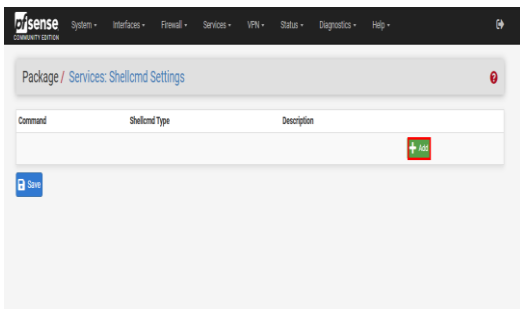 pfsense System Interfaces Firewall Services VPN Status Diagnostics Help
COMMUNITY EDITION
Package / Services: Shellcmd Settings
Command Shellcmd Type Description
Add
Save